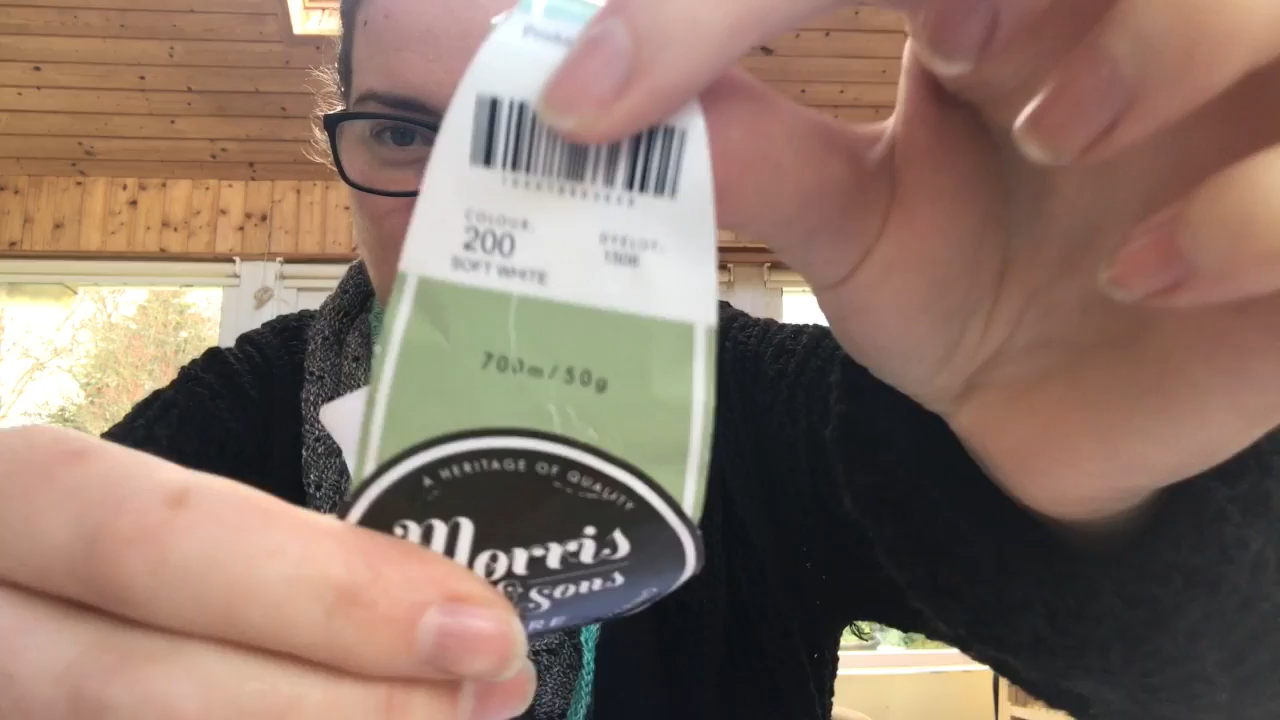 COLOUR:
200
SOFT WHITE
DYELOT:
1508
700m/50g
A HERITAGE OF QUALITY
Morris
& Sons